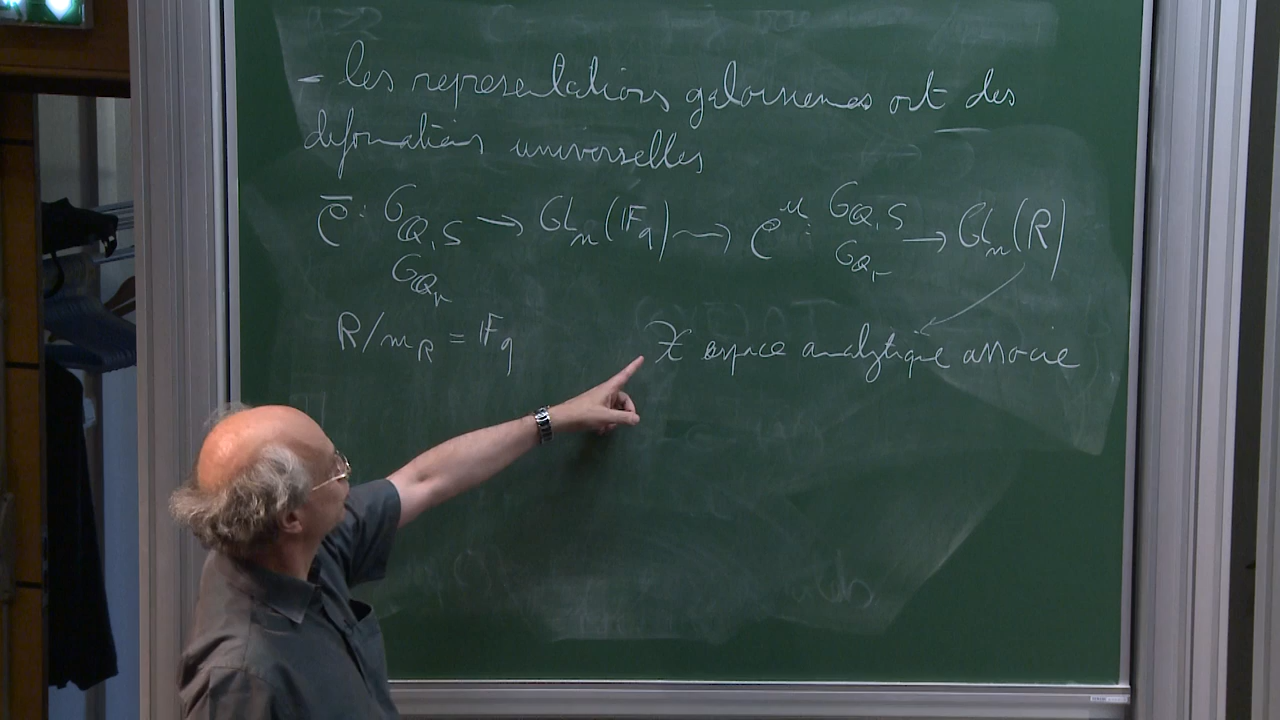 - les représentations galoisiennes ont des
déformations universelles
ρ̄ : G_{Q,S} → GL_n(𝔽_q) ⇝ ρ^u : G_{Q,S} → GL_n(R)
G_{Q_p} G_{Q_p}
R/m_R = 𝔽_q 𝔛 espace analytique associé